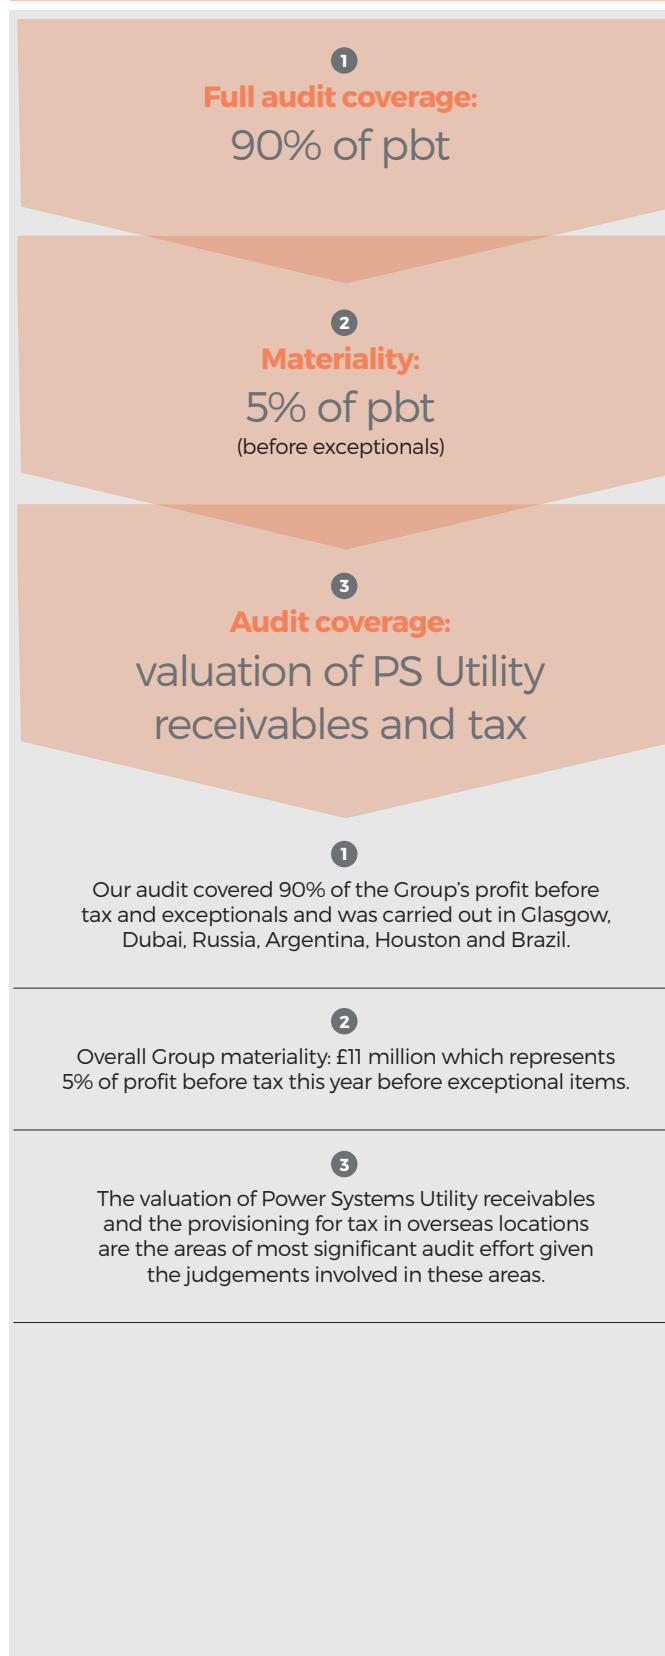 1
Full audit coverage:
90% of pbt
2
Materiality:
5% of pbt
(before exceptionals)
3
Audit coverage:
valuation of PS Utility
receivables and tax
1
Our audit covered 90% of the Group’s profit before
tax and exceptionals and was carried out in Glasgow,
Dubai, Russia, Argentina, Houston and Brazil.
2
Overall Group materiality: £11 million which represents
5% of profit before tax this year before exceptional items.
3
The valuation of Power Systems Utility receivables
and the provisioning for tax in overseas locations
are the areas of most significant audit effort given
the judgements involved in these areas.